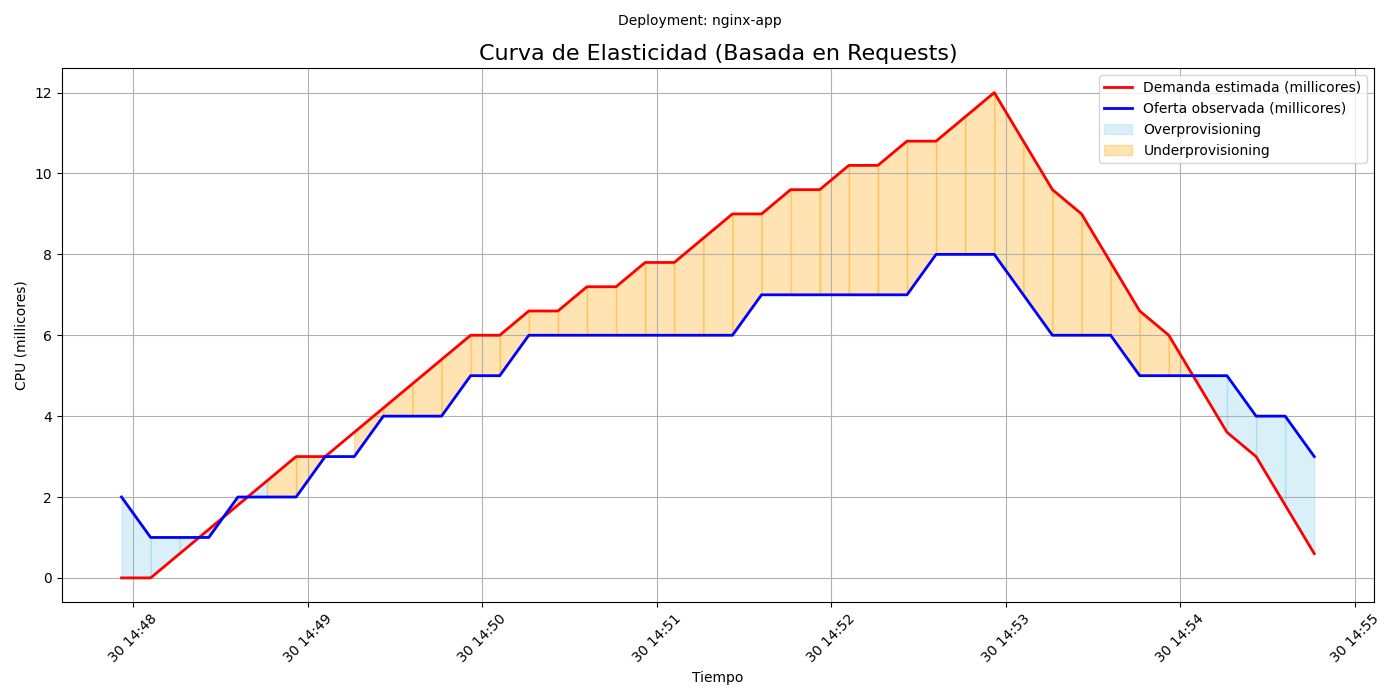 Deployment: nginx-app
Curva de Elasticidad (Basada en Requests)
Demanda estimada (millicores)
Oferta observada (millicores)
Overprovisioning
Underprovisioning
CPU (millicores)
12
10
8
6
4
2
0
30 14:48
30 14:49
30 14:50
30 14:51
30 14:52
30 14:53
30 14:54
30 14:55
Tiempo